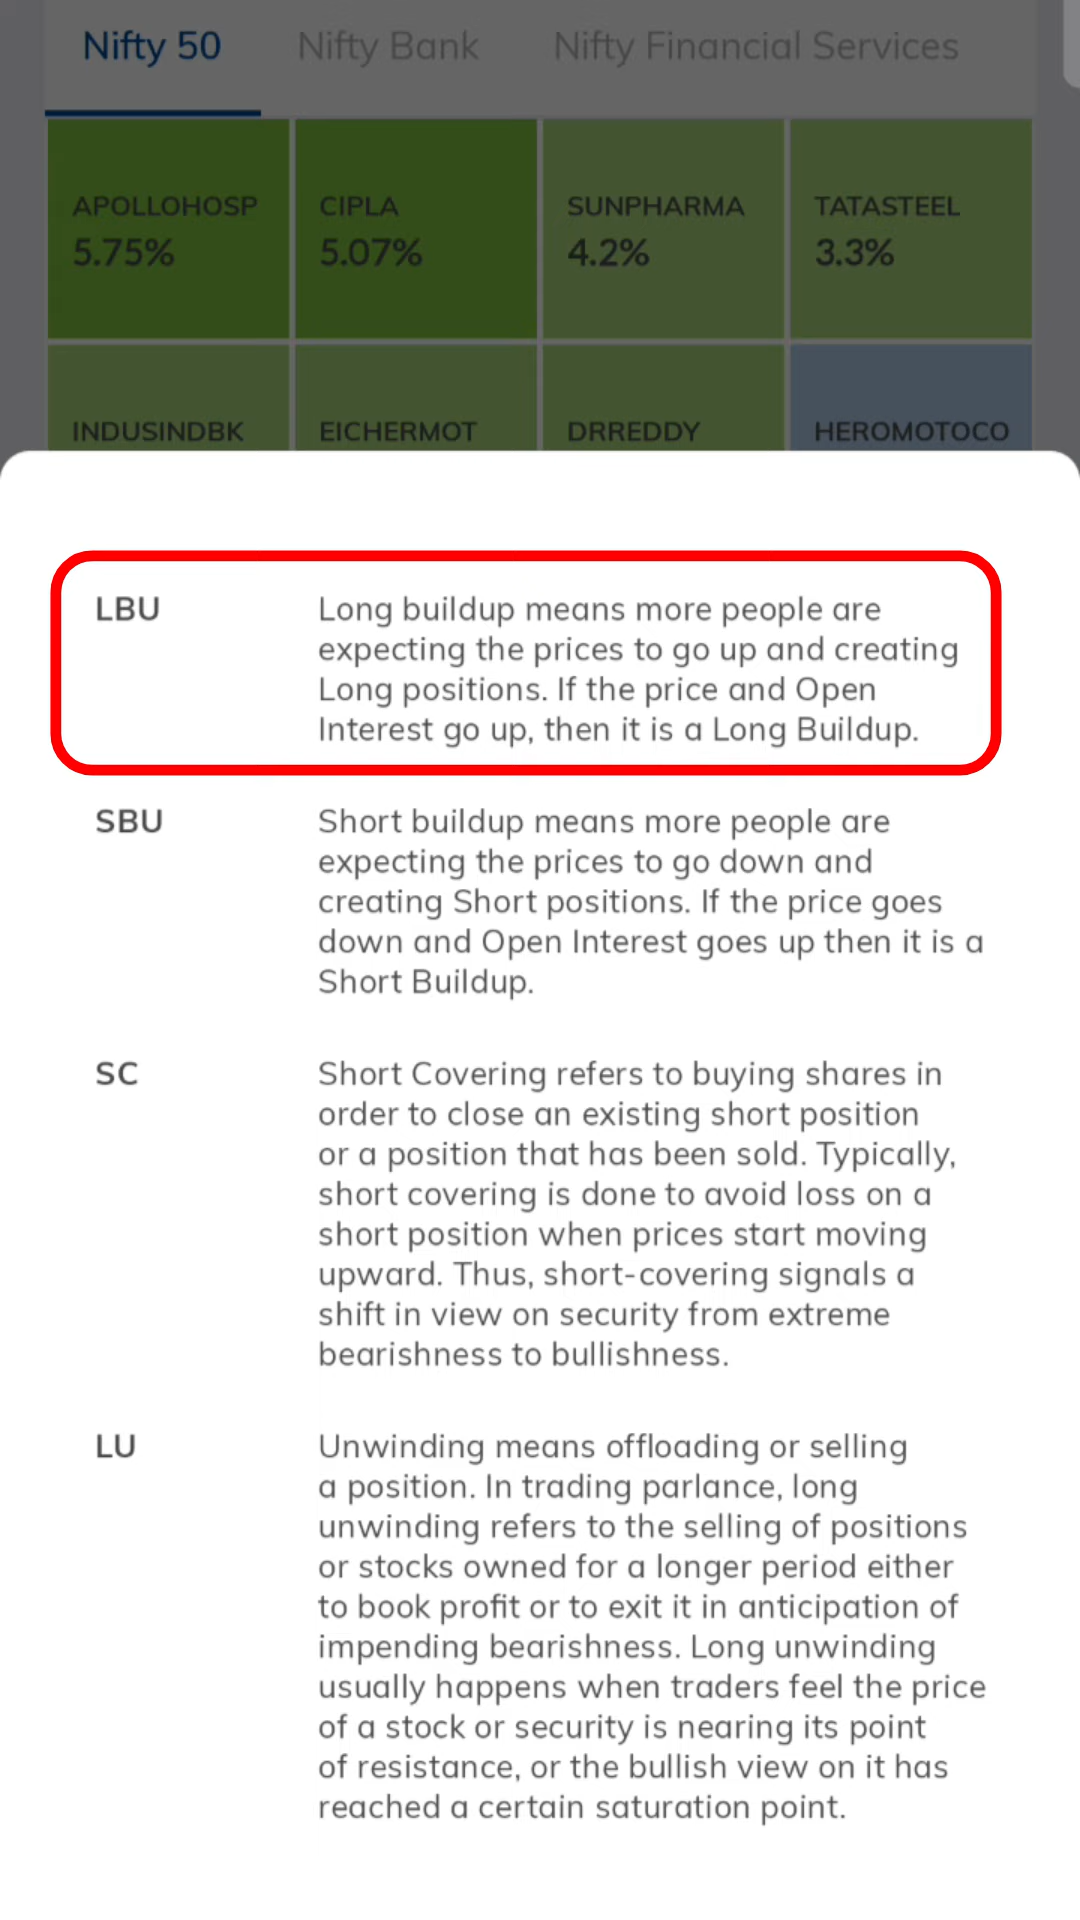 Nifty 50 Nifty Bank Nifty Financial Services
APOLLOHOSP CIPLA SUNPHARMA TATASTEEL
5.75% 5.07% 4.2% 3.3%
INDUSINDBK EICHERMOT DRREDDY HEROMOTOCO
LBU Long buildup means more people are
expecting the prices to go up and creating
Long positions. If the price and Open
Interest go up, then it is a Long Buildup.
SBU Short buildup means more people are
expecting the prices to go down and
creating Short positions. If the price goes
down and Open Interest goes up then it is a
Short Buildup.
SC Short Covering refers to buying shares in
order to close an existing short position
or a position that has been sold. Typically,
short covering is done to avoid loss on a
short position when prices start moving
upward. Thus, short-covering signals a
shift in view on security from extreme
bearishness to bullishness.
LU Unwinding means offloading or selling
a position. In trading parlance, long
unwinding refers to the selling of positions
or stocks owned for a longer period either
to book profit or to exit it in anticipation of
impending bearishness. Long unwinding
usually happens when traders feel the price
of a stock or security is nearing its point
of resistance, or the bullish view on it has
reached a certain saturation point.